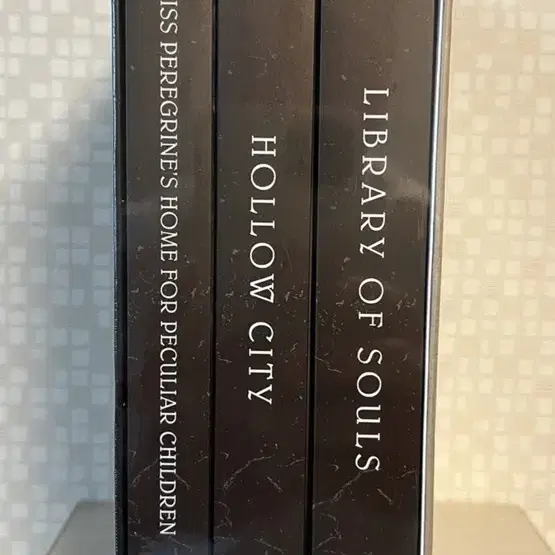 ISS PEREGRINE'S HOME FOR PECULIAR CHILDREN
HOLLOW CITY
LIBRARY OF SOULS